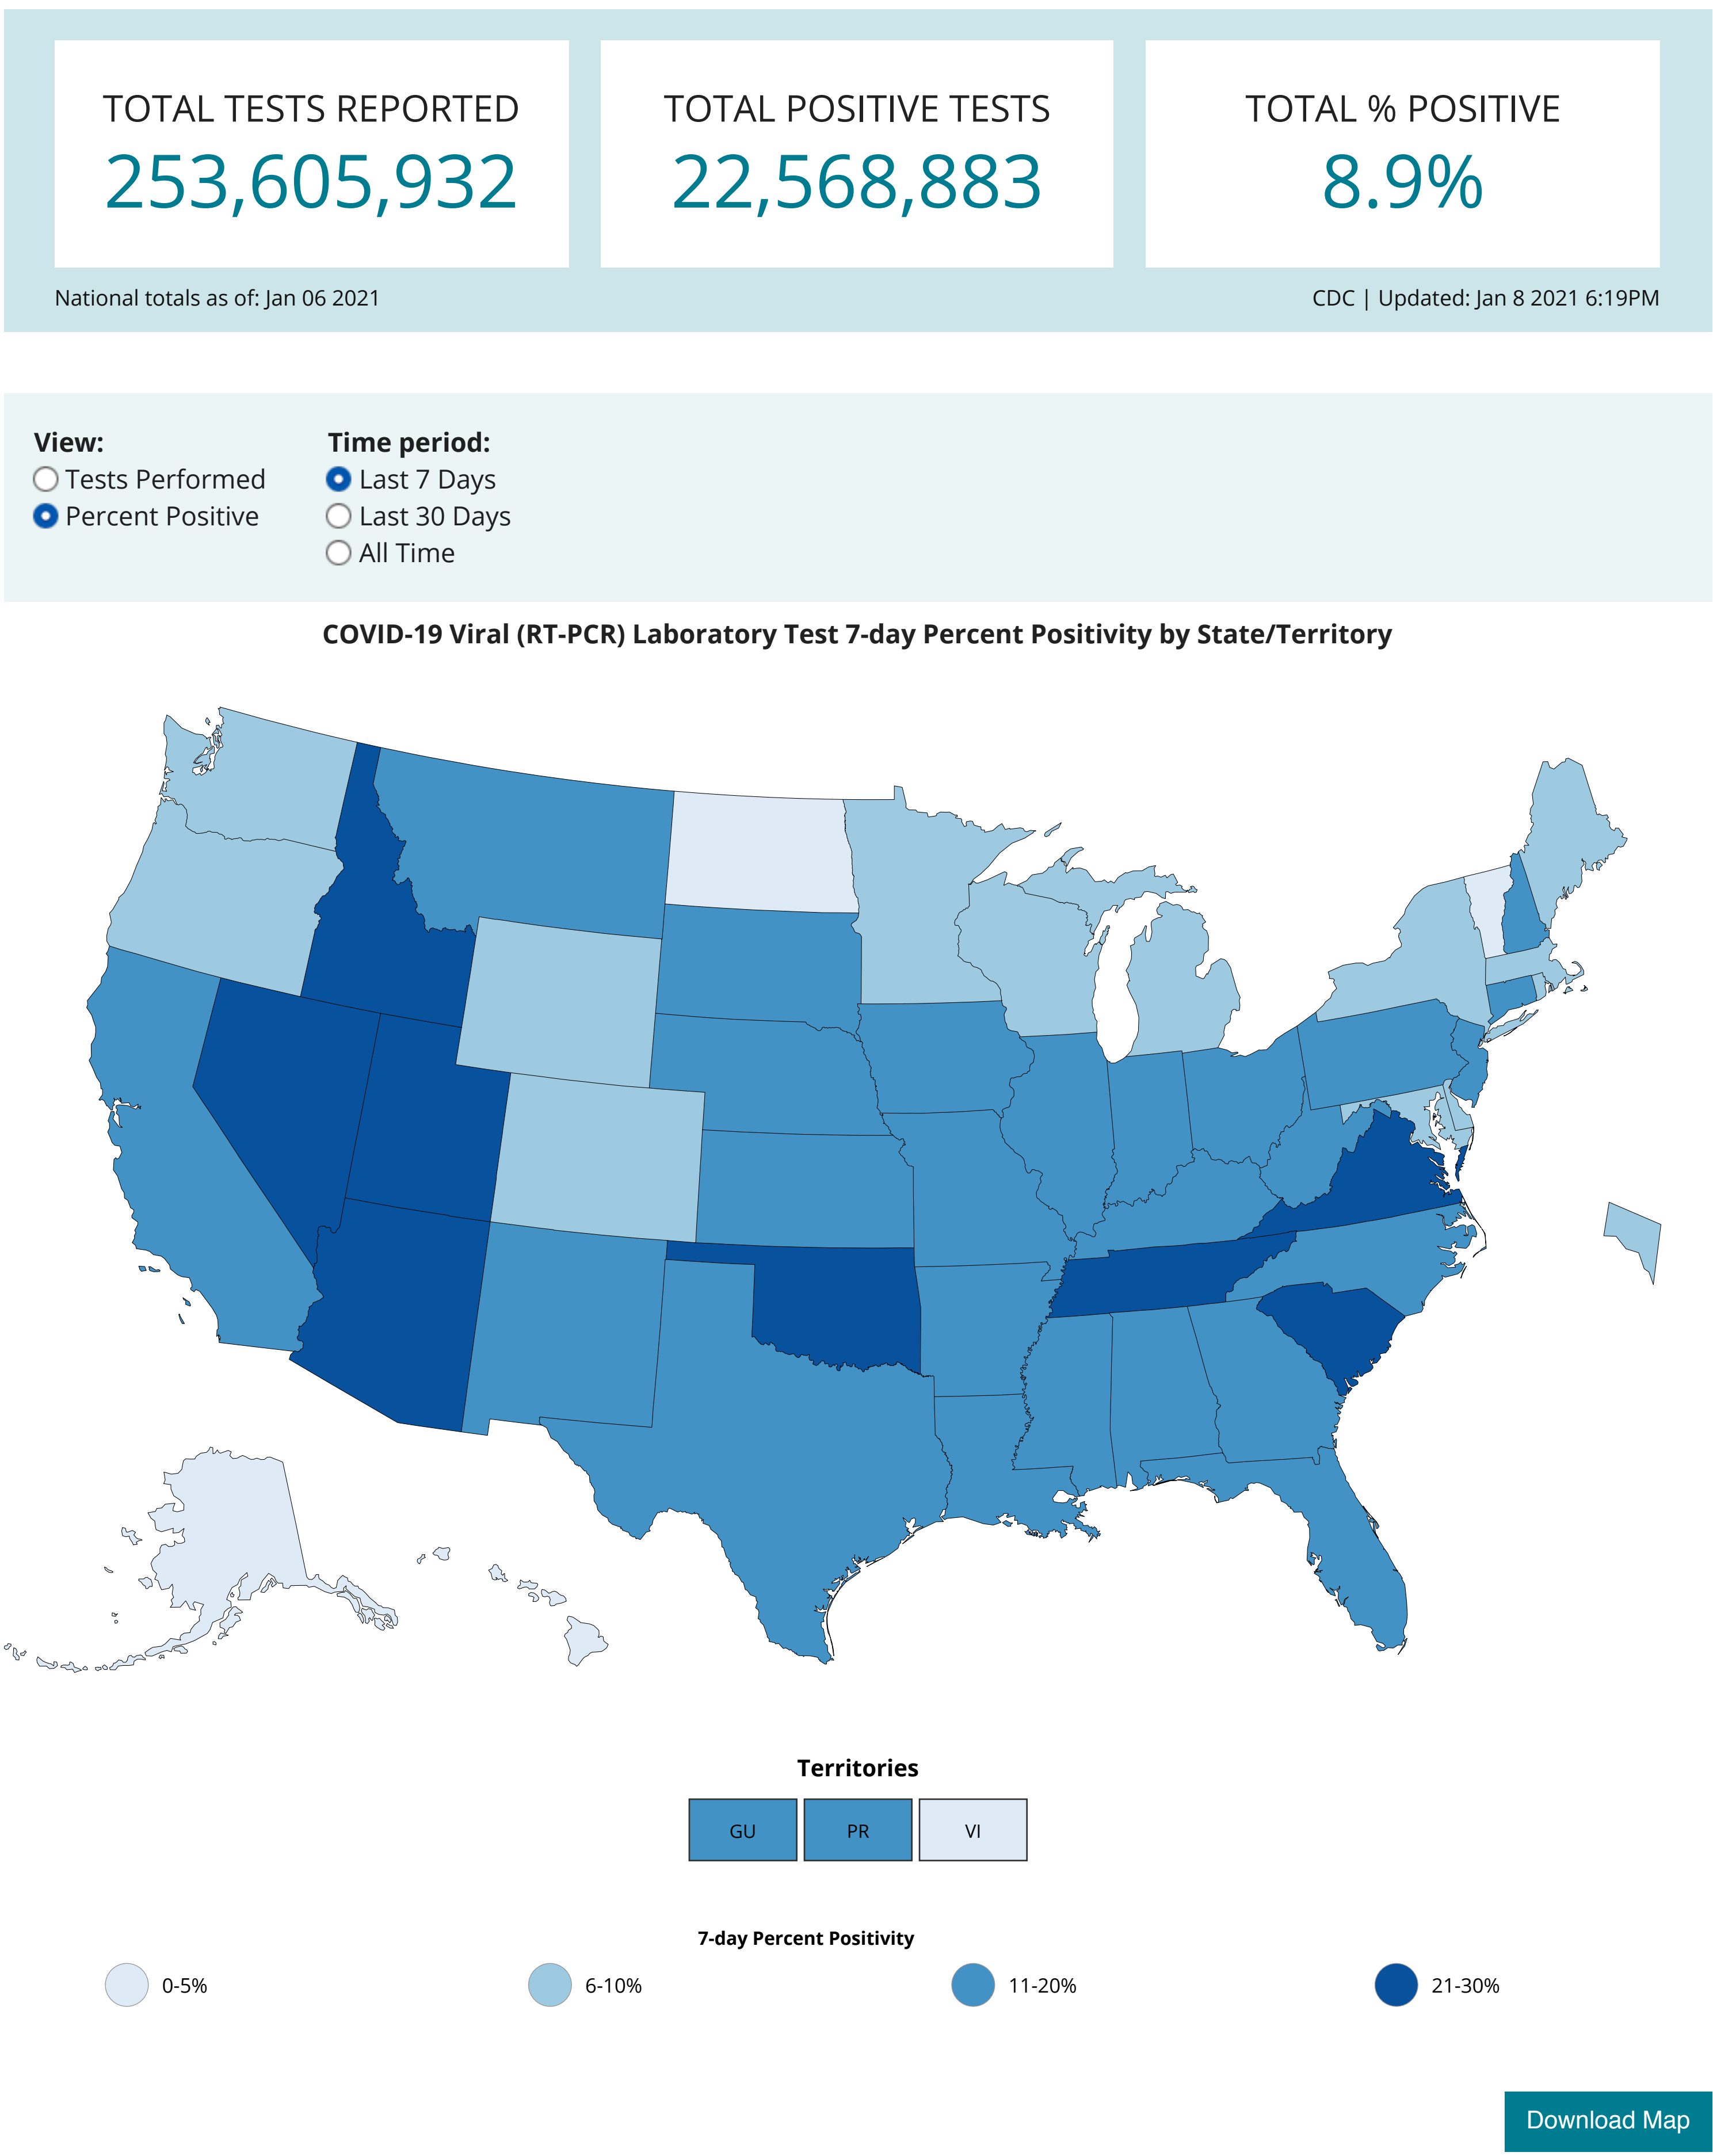 TOTAL TESTS REPORTED
253,605,932
TOTAL POSITIVE TESTS
22,568,883
TOTAL % POSITIVE
8.9%
National totals as of: Jan 06 2021
CDC | Updated: Jan 8 2021 6:19PM
View:
Tests Performed
Percent Positive
Time period:
Last 7 Days
Last 30 Days
All Time
COVID-19 Viral (RT-PCR) Laboratory Test 7-day Percent Positivity by State/Territory
Territories
GU
PR
VI
7-day Percent Positivity
0-5%
6-10%
11-20%
21-30%
Download Map